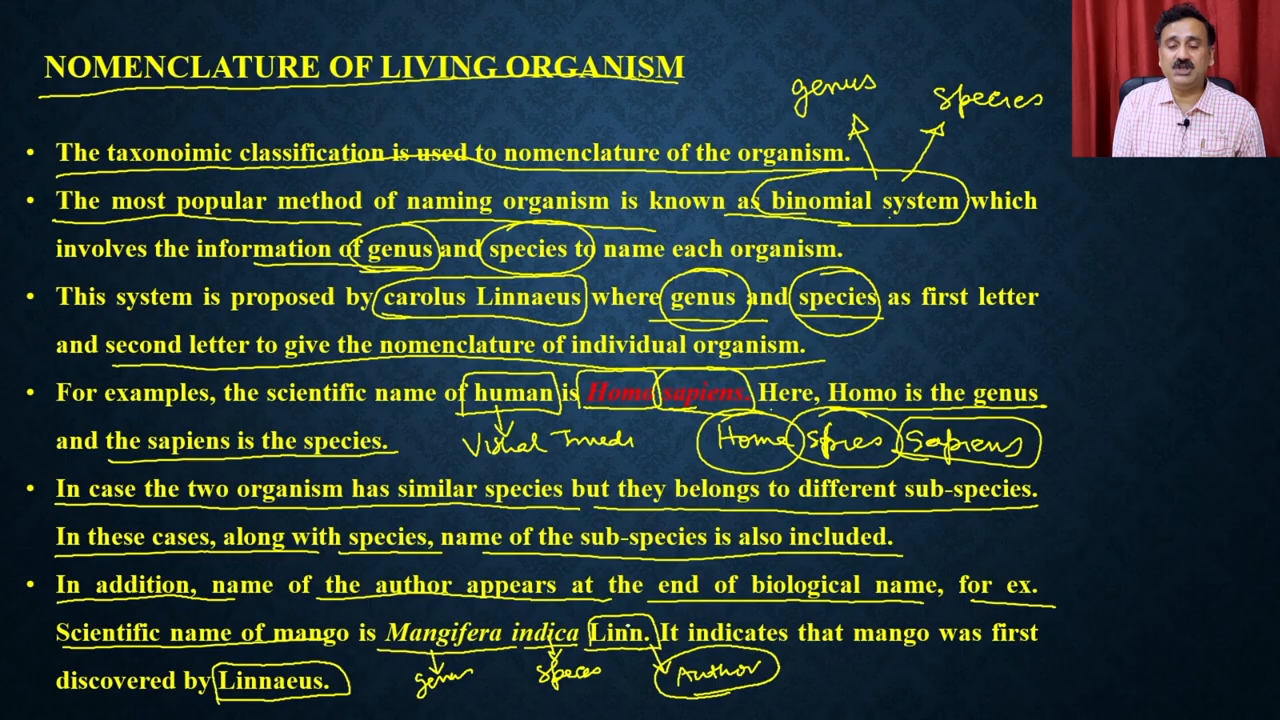 NOMENCLATURE OF LIVING ORGANISM
genus
species
• The taxonoimic classification is used to nomenclature of the organism.
• The most popular method of naming organism is known as binomial system which
involves the information of genus and species to name each organism.
• This system is proposed by carolus Linnaeus where genus and species as first letter
and second letter to give the nomenclature of individual organism.
• For examples, the scientific name of human is Homo sapiens. Here, Homo is the genus
and the sapiens is the species.
Vishal Homo Sapiens
• In case the two organism has similar species but they belongs to different sub-species.
In these cases, along with species, name of the sub-species is also included.
• In addition, name of the author appears at the end of biological name, for ex.
Scientific name of mango is Mangifera indica Linn. It indicates that mango was first
discovered by Linnaeus.
genus species Author